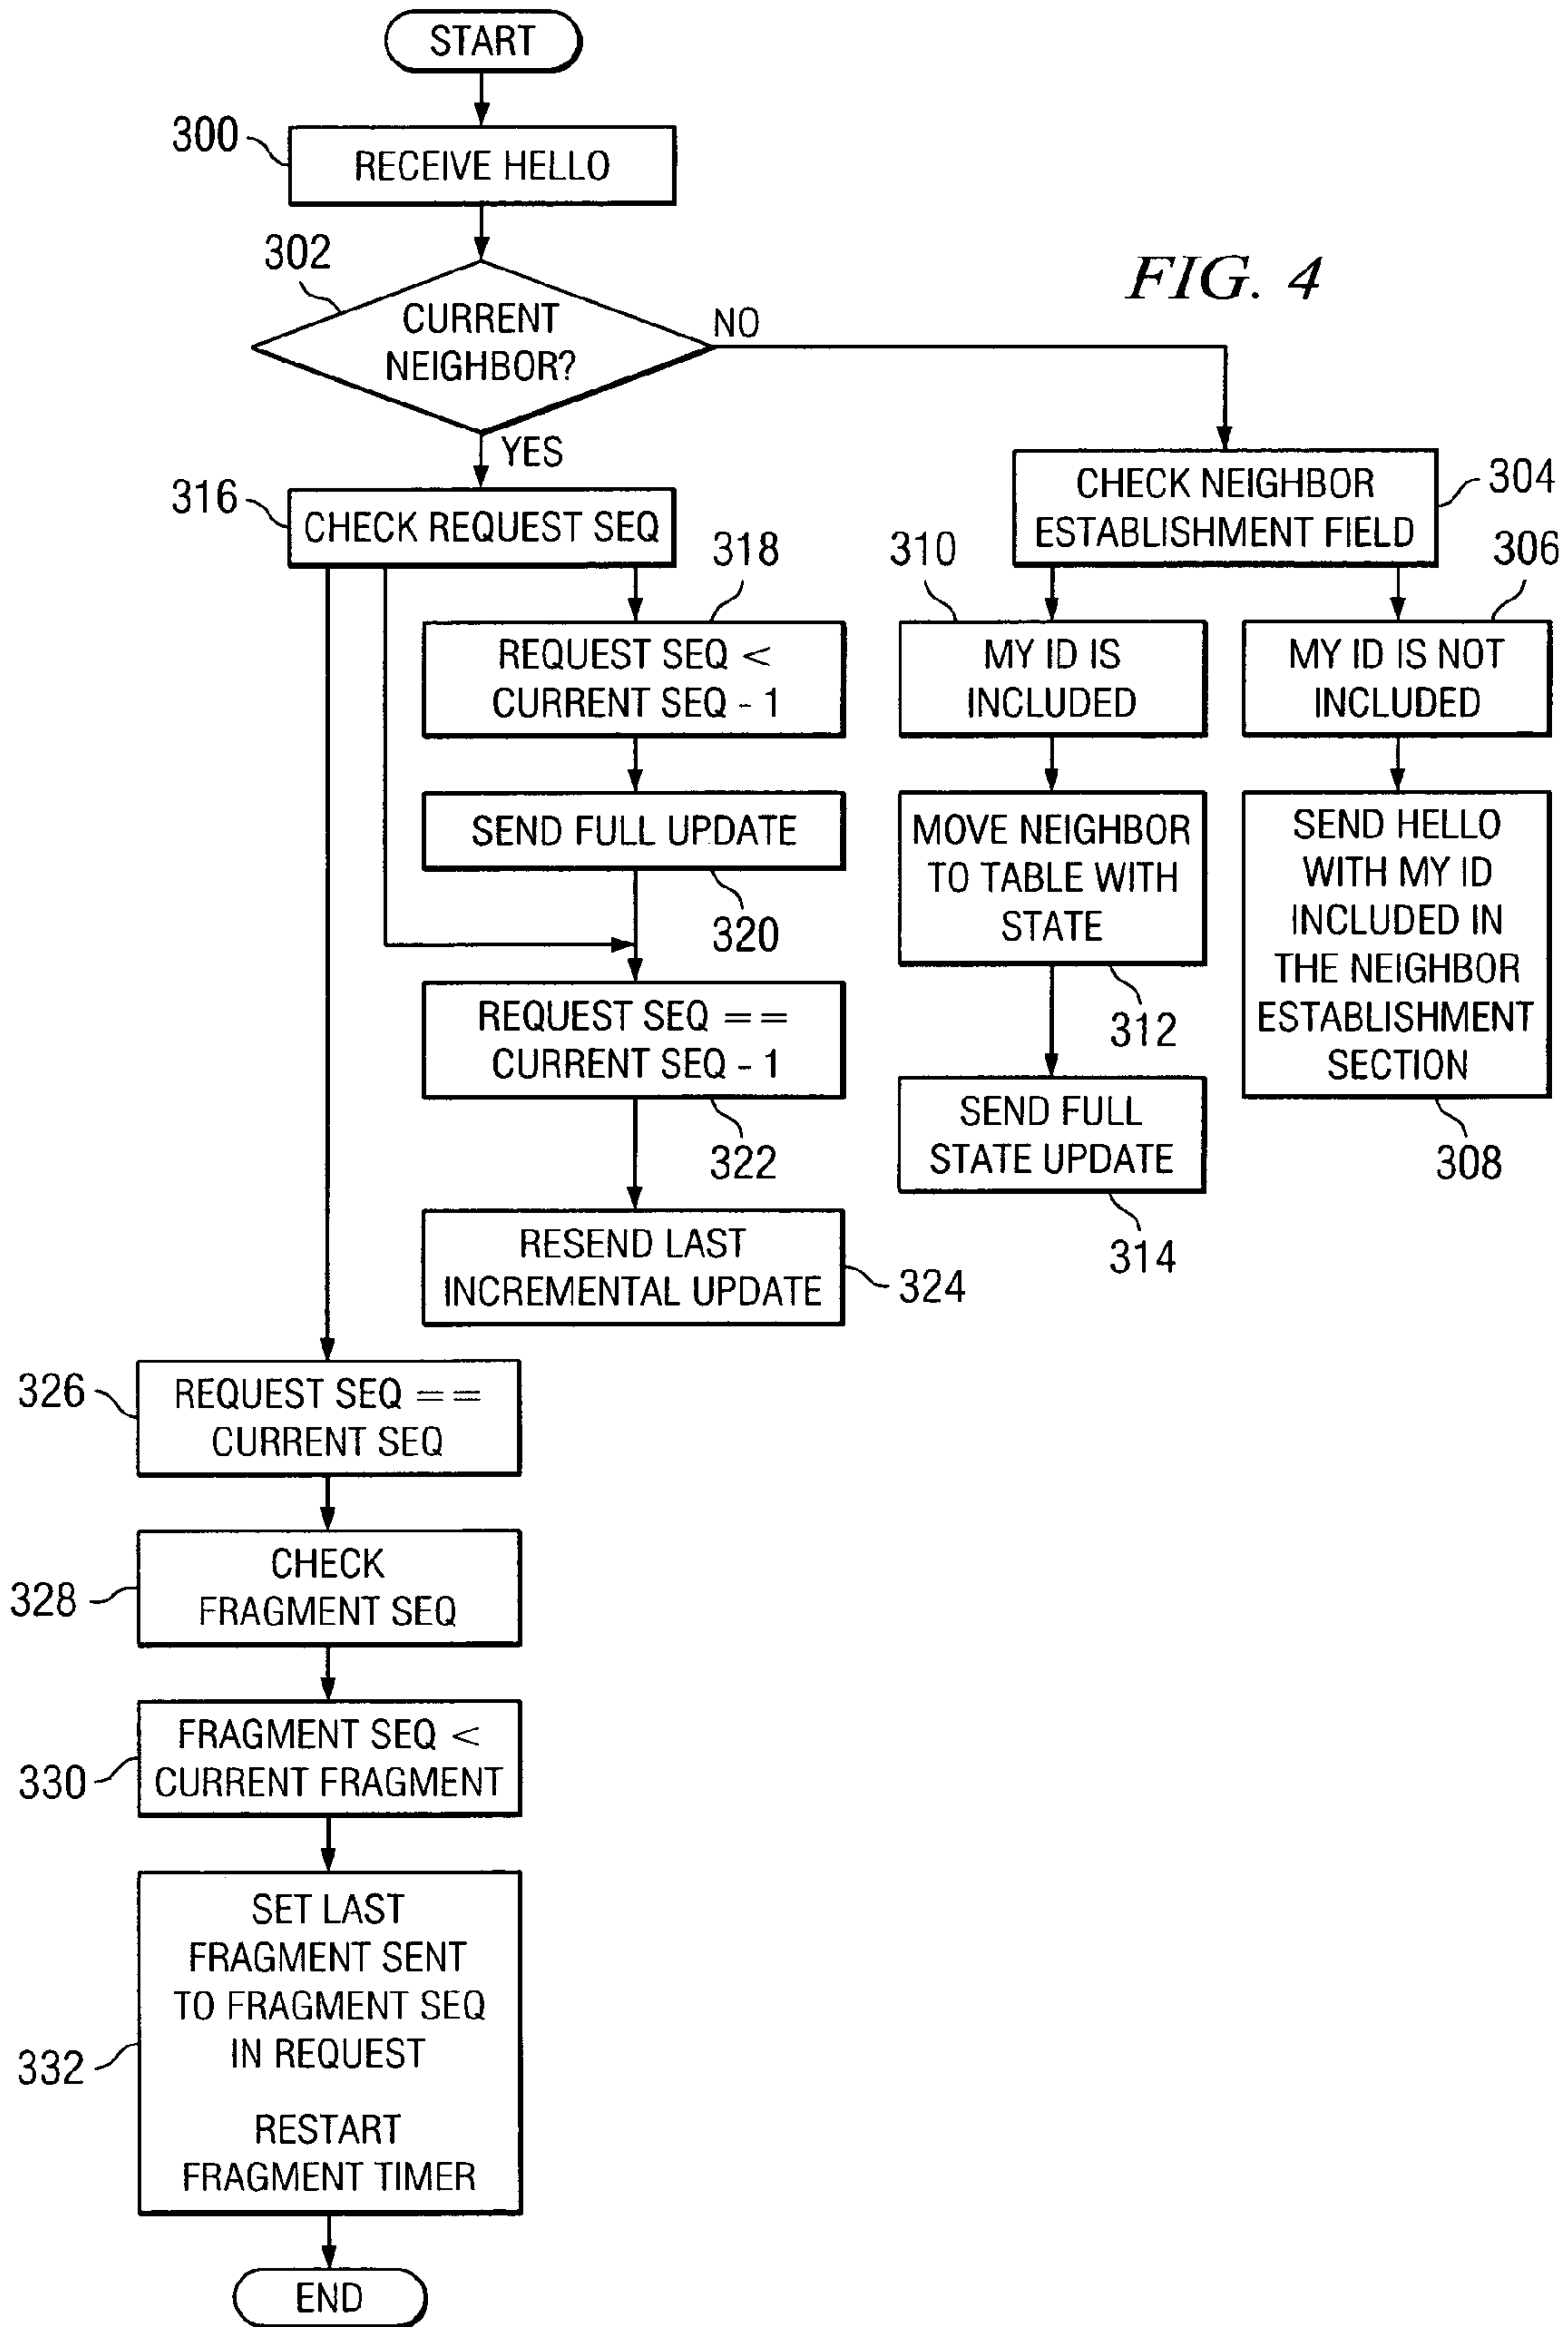 START
300
RECEIVE HELLO
302
CURRENT
NEIGHBOR?
NO
FIG. 4
YES
316
CHECK REQUEST SEQ
CHECK NEIGHBOR
ESTABLISHMENT FIELD
304
318
310
306
REQUEST SEQ <
CURRENT SEQ - 1
MY ID IS
INCLUDED
MY ID IS NOT
INCLUDED
SEND FULL UPDATE
320
MOVE NEIGHBOR
TO TABLE WITH
STATE
312
SEND HELLO
WITH MY ID
INCLUDED IN
THE NEIGHBOR
ESTABLISHMENT
SECTION
308
REQUEST SEQ ==
CURRENT SEQ - 1
322
SEND FULL
STATE UPDATE
314
RESEND LAST
INCREMENTAL UPDATE
324
326
REQUEST SEQ ==
CURRENT SEQ
328
CHECK
FRAGMENT SEQ
330
FRAGMENT SEQ <
CURRENT FRAGMENT
332
SET LAST
FRAGMENT SENT
TO FRAGMENT SEQ
IN REQUEST
RESTART
FRAGMENT TIMER
END